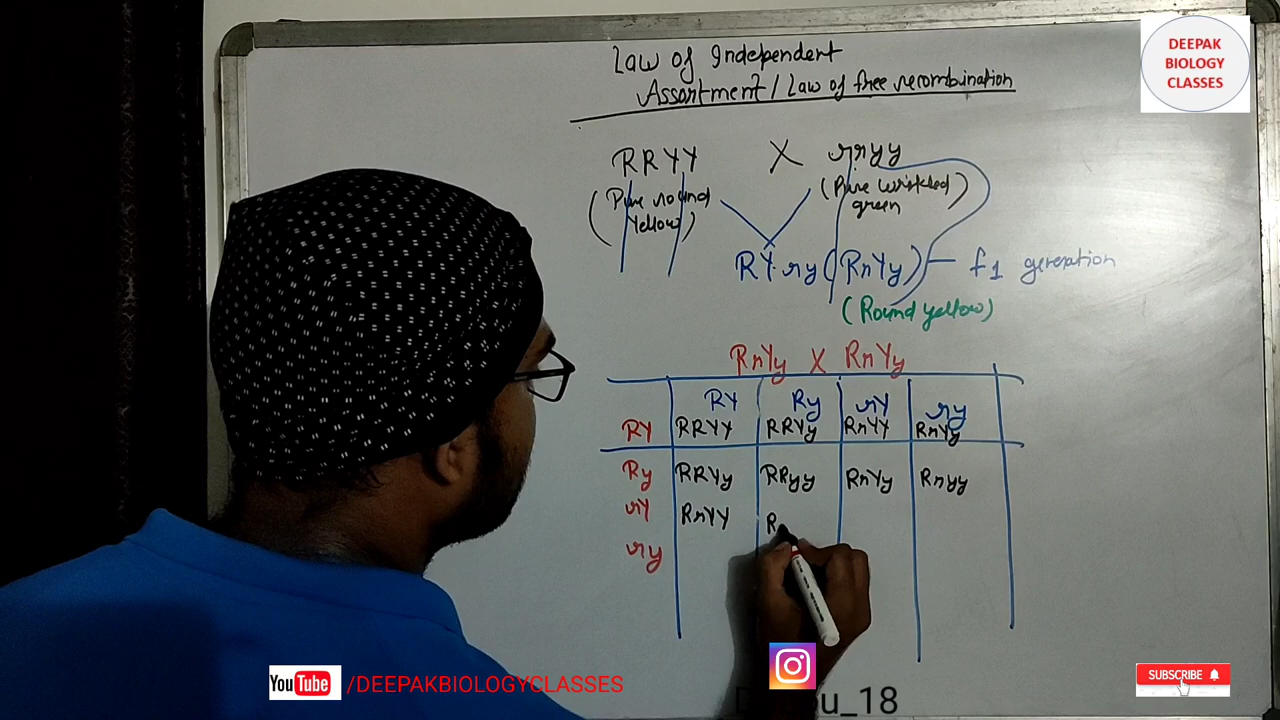 DEEPAK
BIOLOGY
CLASSES
Law of Independent
Assortment / Law of free recombination
RRYY X rryy
(Pure round
Yellow)
(Pure wrinkled)
green
RY ry (RrYy) f1 generation
(Round yellow)
RrYy X RrYy
RY Ry rY ry
RY RRYY RRYy RrYY RrYy
Ry RRYy RRyy RrYy Rryy
rY RrYY R
ry
YouTube /DEEPAKBIOLOGYCLASSES
SUBSCRIBE